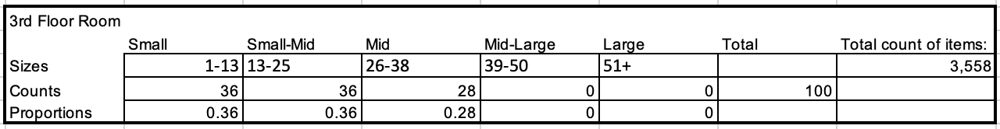 3rd Floor Room
Small Small-Mid Mid Mid-Large Large Total Total count of items:
Sizes 1-13 13-25 26-38 39-50 51+ 3,558
Counts 36 36 28 0 0 100
Proportions 0.36 0.36 0.28 0 0